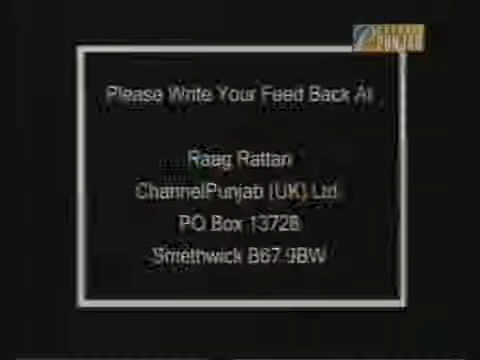 PUNJAB
Please Write Your Feed Back At
Raag Rattan
ChannelPunjab (UK) Ltd
PO Box 13728
Smethwick B67 9BW